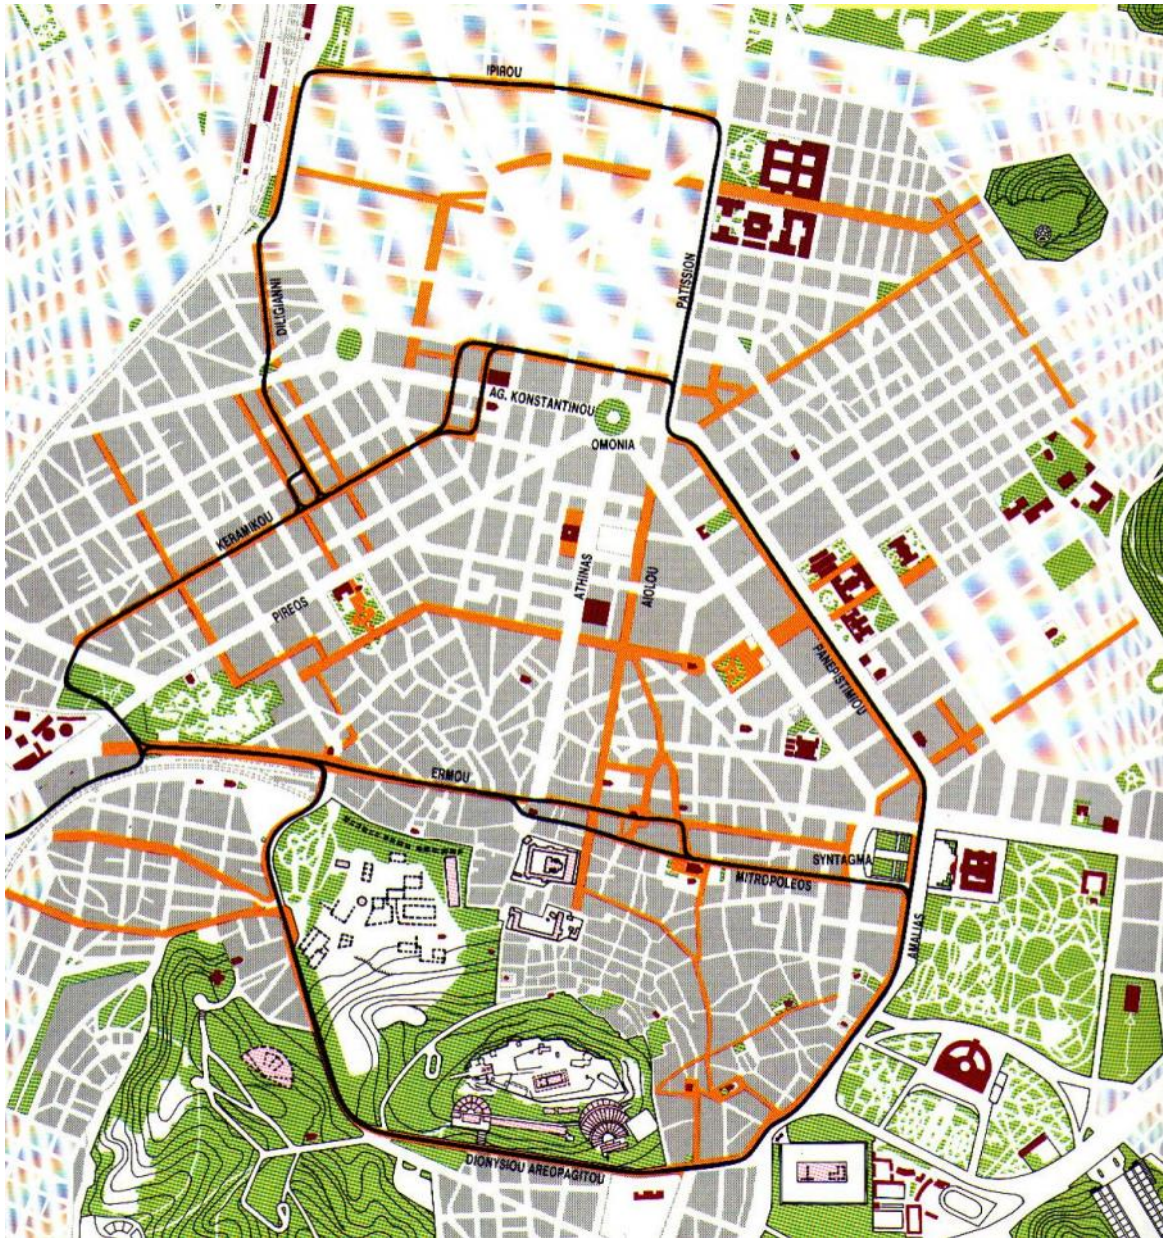 IPIROU
PATISSION
DILIGIANNI
AG. KONSTANTINOU
OMONIA
KERAMIKOU
ATHINAS
AIOLOU
PIREOS
PANEPISTIMIOU
ERMOU
SYNTAGMA
MITROPOLEOS
AMALIAS
DIONYSIOU AREOPAGITOU